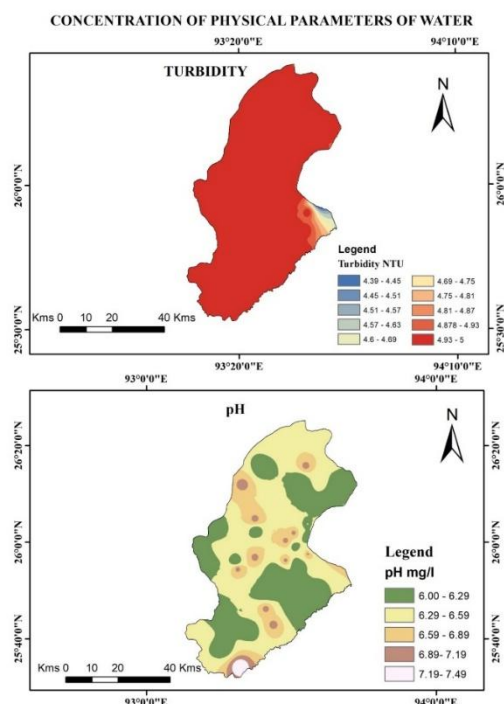 CONCENTRATION OF PHYSICAL PARAMETERS OF WATER
93°20'0"E
94°10'0"E
TURBIDITY
N
26°0'0"N
26°0'0"N
Legend
Turbidity NTU
4.39 - 4.45
4.69 - 4.75
4.45 - 4.51
4.75 - 4.81
4.51 - 4.57
4.81 - 4.87
4.57 - 4.63
4.878 - 4.93
4.6 - 4.69
4.93 - 5
Kms
0 10 20 40 Kms
25°30'0"N
25°30'0"N
93°20'0"E
94°10'0"E
93°0'0"E
94°0'0"E
pH
N
26°20'0"N
26°20'0"N
26°0'0"N
26°0'0"N
Legend
pH mg/l
6.00 - 6.29
6.29 - 6.59
6.59 - 6.89
6.89- 7.19
7.19- 7.49
25°40'0"N
25°40'0"N
Kms
0 10 20 40 Kms
93°0'0"E
94°0'0"E